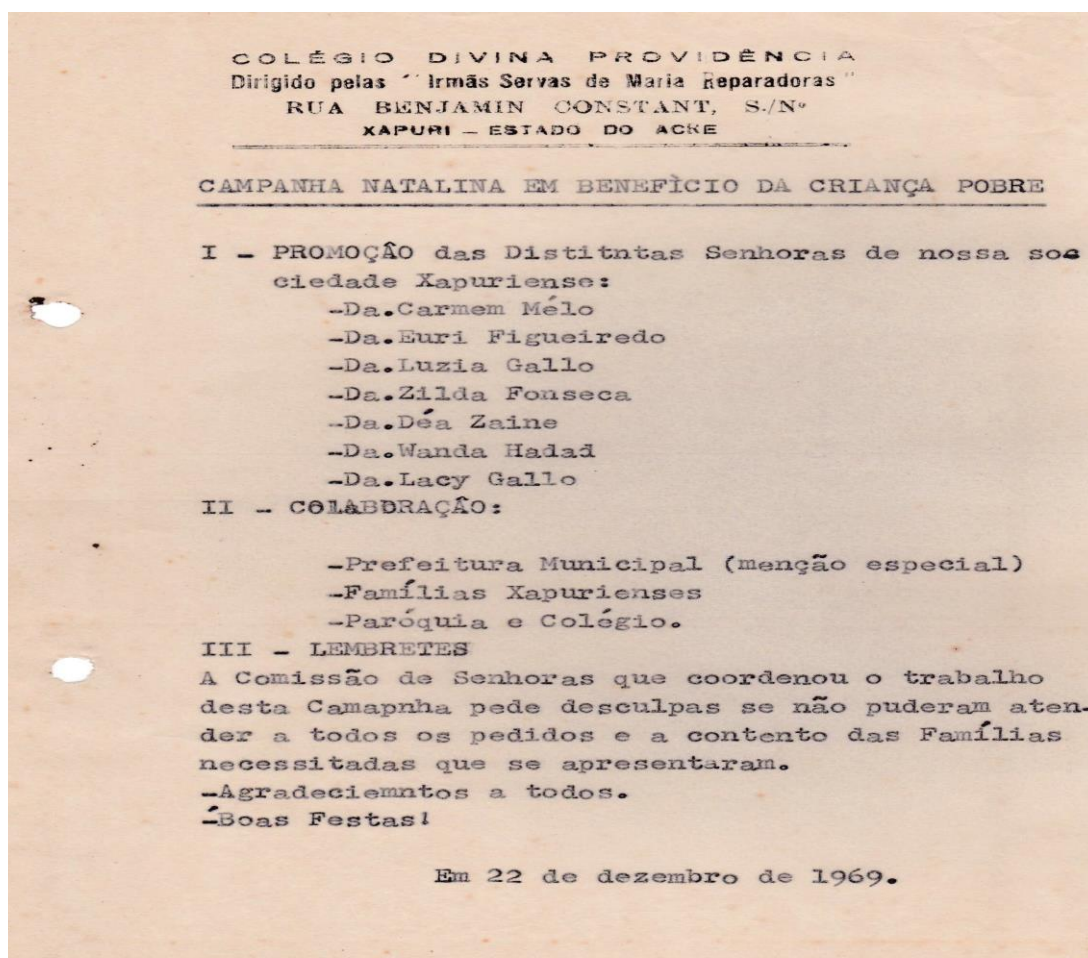 COLÉGIO DIVINA PROVIDÊNCIA
Dirigido pelas "Irmãs Servas de Maria Reparadoras"
RUA BENJAMIN CONSTANT, S./Nº
XAPURI – ESTADO DO ACRE
CAMPANHA NATALINA EM BENEFÌCIO DA CRIANÇA POBRE
I - PROMOÇÂO das Distitntas Senhoras de nossa so-
ciedade Xapuriense:
-Da.Carmem Mélo
-Da.Euri Figueiredo
-Da.Luzia Gallo
-Da.Zilda Fonseca
-Da.Déa Zaine
-Da.Wanda Hadad
-Da.Lacy Gallo
II - COLABORAÇÂO:
-Prefeitura Municipal (menção especial)
-Famílias Xapurienses
-Paróquia e Colégio.
III - LEMBRETES
A Comissão de Senhoras que coordenou o trabalho
desta Camapnha pede desculpas se não puderam aten-
der a todos os pedidos e a contento das Famílias
necessitadas que se apresentaram.
-Agradeciemntos a todos.
-Boas Festas!
Em 22 de dezembro de 1969.